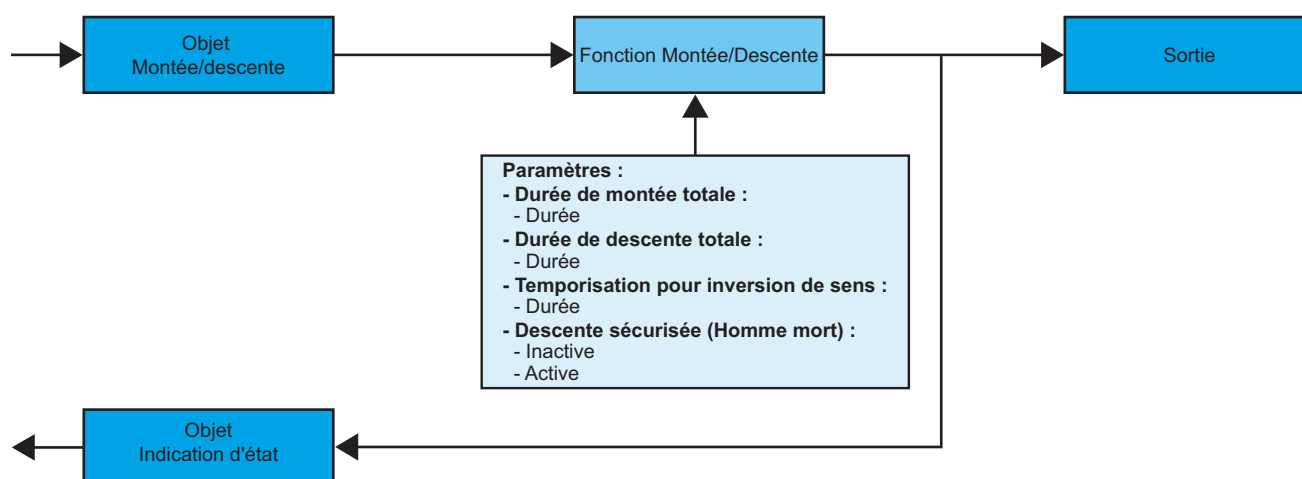 Objet
Montée/descente
Fonction Montée/Descente
Sortie
Paramètres :
- Durée de montée totale :
- Durée
- Durée de descente totale :
- Durée
- Temporisation pour inversion de sens :
- Durée
- Descente sécurisée (Homme mort) :
- Inactive
- Active
Objet
Indication d'état